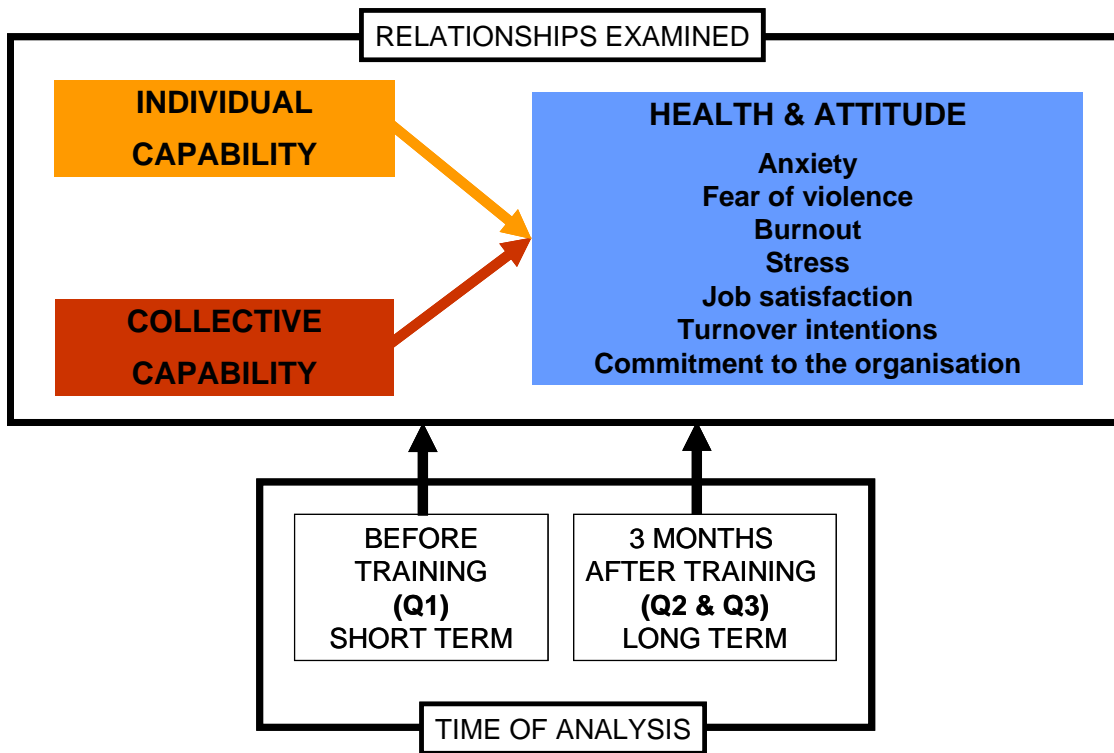 RELATIONSHIPS EXAMINED
INDIVIDUAL
CAPABILITY
COLLECTIVE
CAPABILITY
HEALTH & ATTITUDE
Anxiety
Fear of violence
Burnout
Stress
Job satisfaction
Turnover intentions
Commitment to the organisation
BEFORE
TRAINING
(Q1)
SHORT TERM
3 MONTHS
AFTER TRAINING
(Q2 & Q3)
LONG TERM
TIME OF ANALYSIS